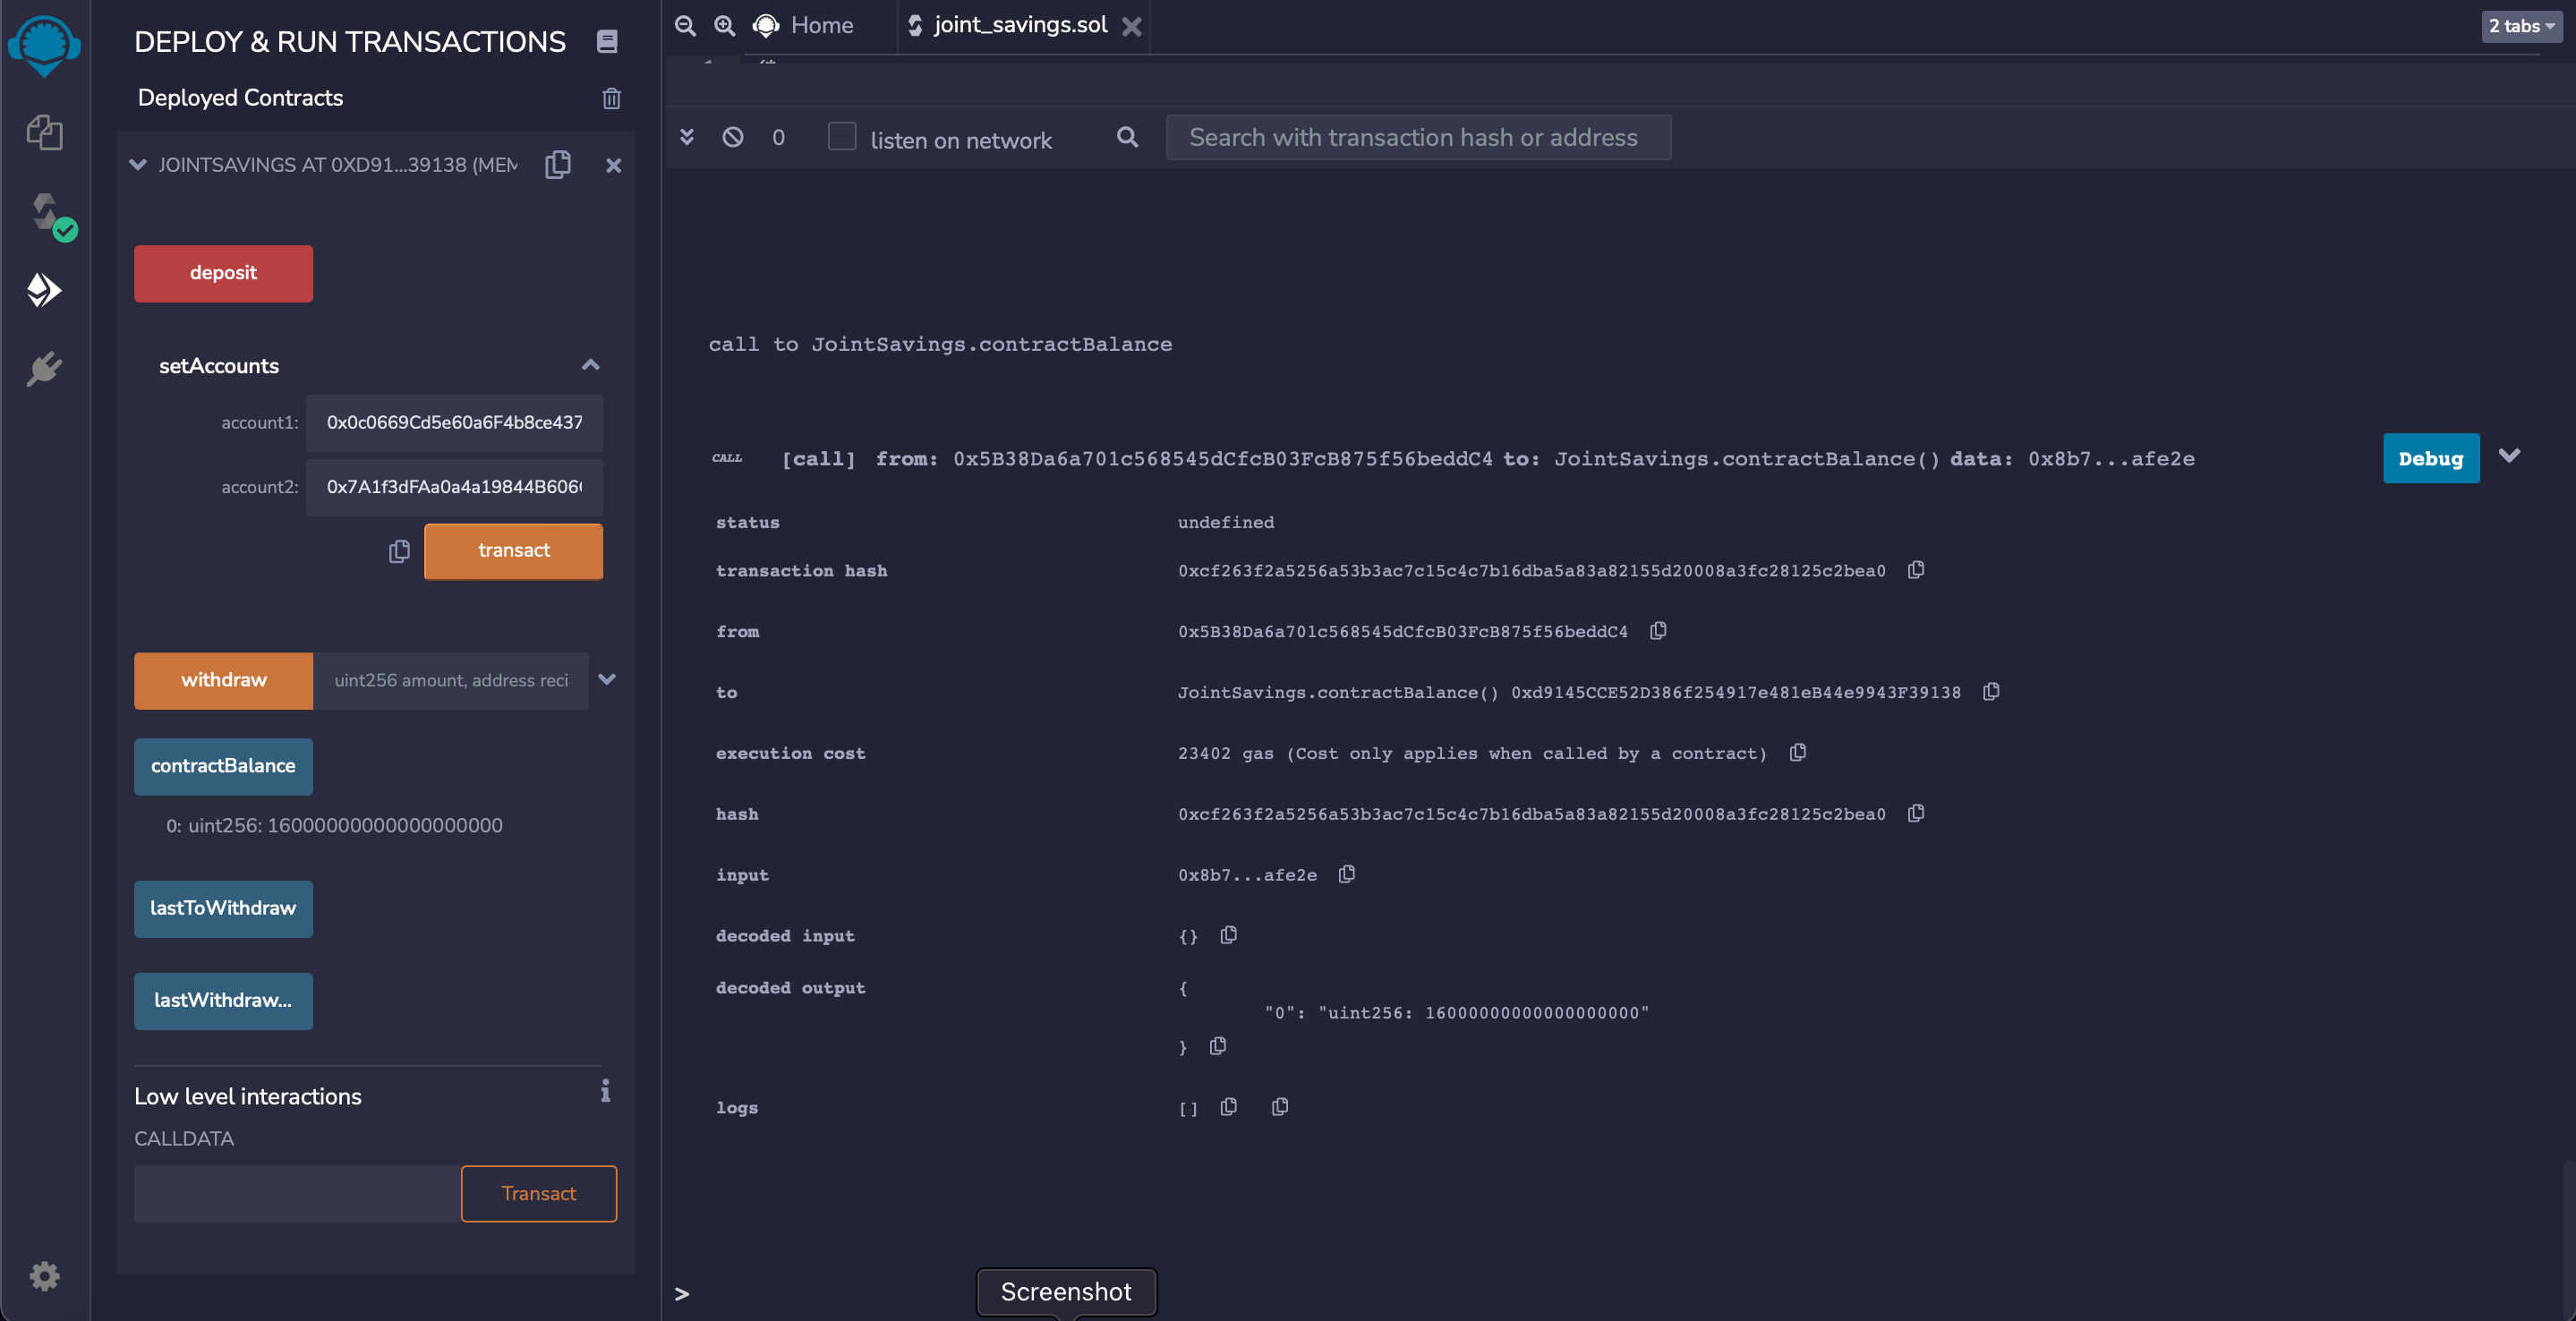 DEPLOY & RUN TRANSACTIONS
Deployed Contracts
JOINTSAVINGS AT 0XD91...39138 (MEM
deposit
setAccounts
account1: 0x0c0669Cd5e60a6F4b8ce437
account2: 0x7A1f3dFAa0a4a19844B606
transact
withdraw uint256 amount, address reci
contractBalance
0: uint256: 16000000000000000000
lastToWithdraw
lastWithdraw...
Low level interactions
CALLDATA
Transact
Home joint_savings.sol 2 tabs
0 listen on network Search with transaction hash or address
call to JointSavings.contractBalance
CALL [call] from: 0x5B38Da6a701c568545dCfcB03FcB875f56beddC4 to: JointSavings.contractBalance() data: 0x8b7...afe2e Debug
status undefined
transaction hash 0xcf263f2a5256a53b3ac7c15c4c7b16dba5a83a82155d20008a3fc28125c2bea0
from 0x5B38Da6a701c568545dCfcB03FcB875f56beddC4
to JointSavings.contractBalance() 0xd9145CCE52D386f254917e481eB44e9943F39138
execution cost 23402 gas (Cost only applies when called by a contract)
hash 0xcf263f2a5256a53b3ac7c15c4c7b16dba5a83a82155d20008a3fc28125c2bea0
input 0x8b7...afe2e
decoded input {}
decoded output {
"0": "uint256: 16000000000000000000"
}
logs []
>
Screenshot